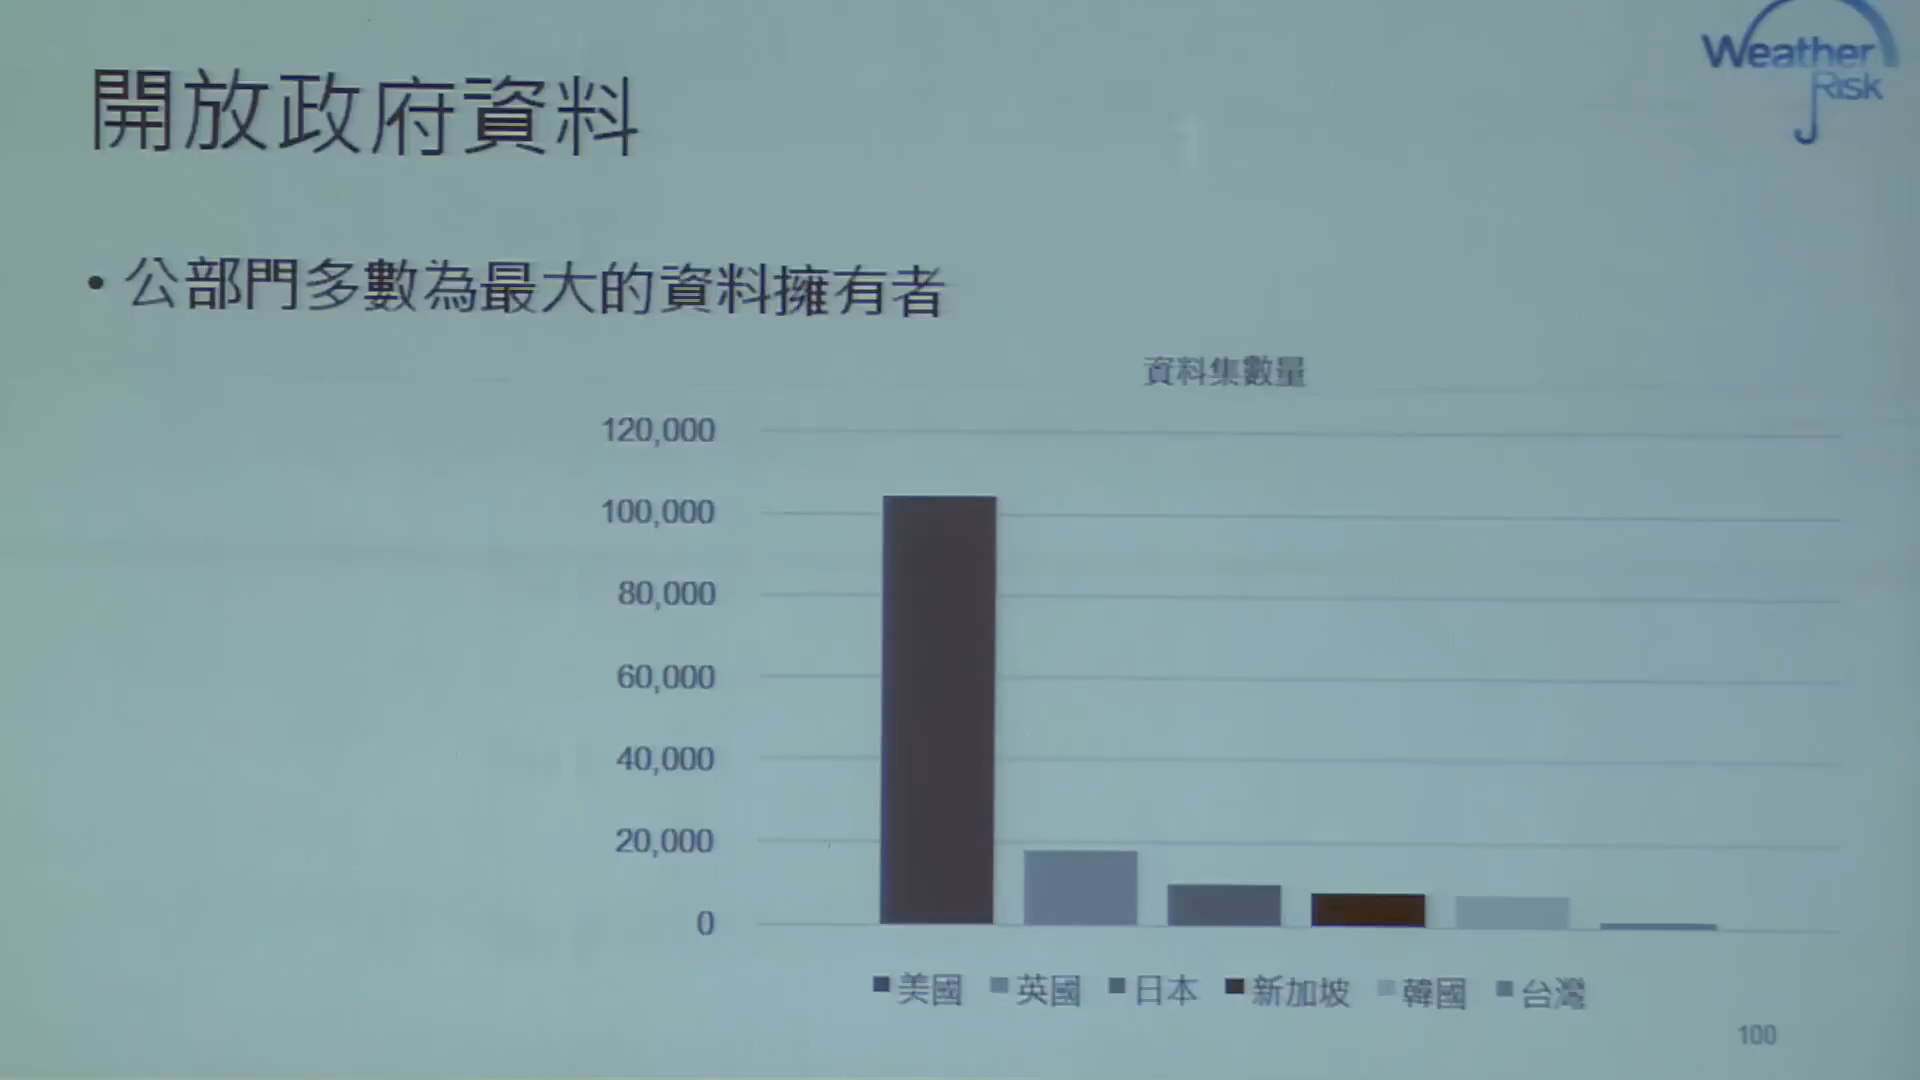 Weather
Risk
開放政府資料
• 公部門多數為最大的資料擁有者
資料集數量
120,000
100,000
80,000
60,000
40,000
20,000
0
美國 英國 日本 新加坡 韓國 台灣
100